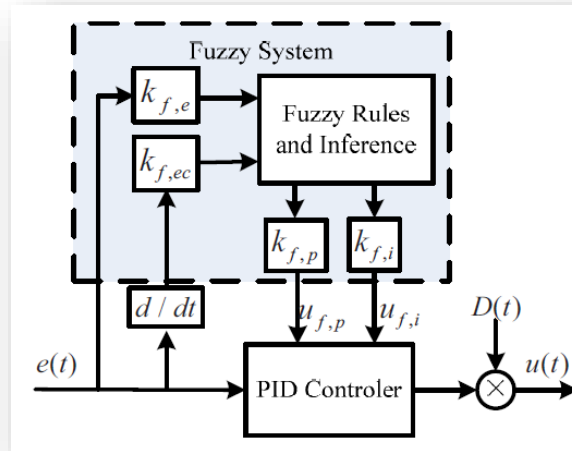 Fuzzy System
k_{f,e}
Fuzzy Rules
and Inference
k_{f,ec}
k_{f,p}
k_{f,i}
d / dt
u_{f,p}
u_{f,i}
D(t)
e(t)
PID Controler
×
u(t)